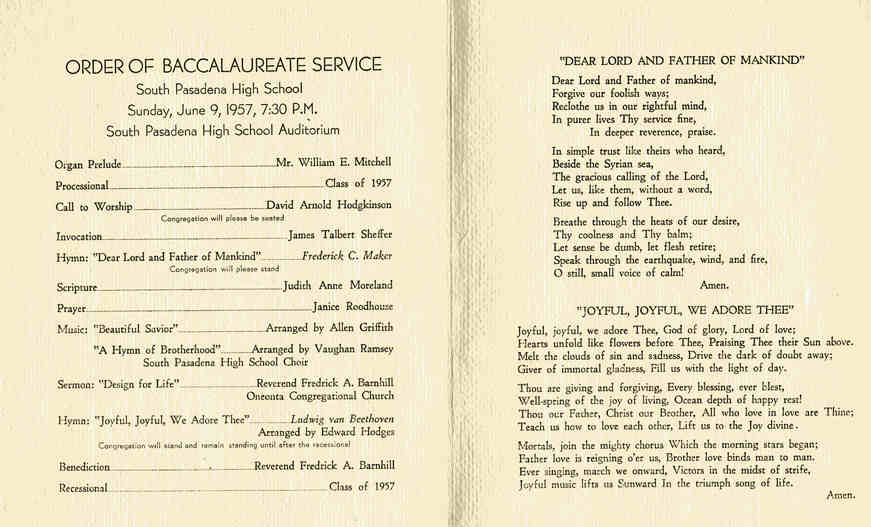 ORDER OF BACCALAUREATE SERVICE
South Pasadena High School
Sunday, June 9, 1957, 7:30 P.M.
South Pasadena High School Auditorium
Organ Prelude Mr. William E. Mitchell
Processional Class of 1957
Call to Worship David Arnold Hodgkinson
Congregation will please be seated
Invocation James Talbert Sheffer
Hymn: "Dear Lord and Father of Mankind" Frederick C. Maker
Congregation will please stand
Scripture Judith Anne Moreland
Prayer Janice Roodhouse
Music: "Beautiful Savior" Arranged by Allen Griffith
"A Hymn of Brotherhood" Arranged by Vaughan Ramsey
South Pasadena High School Choir
Sermon: "Design for Life" Reverend Fredrick A. Barnhill
Oneonta Congregational Church
Hymn: "Joyful, Joyful, We Adore Thee" Ludwig van Beethoven
Arranged by Edward Hodges
Congregation will stand and remain standing until after the recessional
Benediction Reverend Fredrick A. Barnhill
Recessional Class of 1957
"DEAR LORD AND FATHER OF MANKIND"
Dear Lord and Father of mankind,
Forgive our foolish ways;
Reclothe us in our rightful mind,
In purer lives Thy service fine,
In deeper reverence, praise.
In simple trust like theirs who heard,
Beside the Syrian sea,
The gracious calling of the Lord,
Let us, like them, without a word,
Rise up and follow Thee.
Breathe through the heats of our desire,
Thy coolness and Thy balm;
Let sense be dumb, let flesh retire;
Speak through the earthquake, wind, and fire,
O still, small voice of calm!
Amen.
"JOYFUL, JOYFUL, WE ADORE THEE"
Joyful, joyful, we adore Thee, God of glory, Lord of love;
Hearts unfold like flowers before Thee, Praising Thee their Sun above.
Melt the clouds of sin and sadness, Drive the dark of doubt away;
Giver of immortal gladness, Fill us with the light of day.
Thou are giving and forgiving, Every blessing, ever blest,
Well-spring of the joy of living, Ocean depth of happy rest!
Thou our Father, Christ our Brother, All who love in love are Thine;
Teach us how to love each other, Lift us to the Joy divine.
Mortals, join the mighty chorus Which the morning stars began;
Father love is reigning o'er us, Brother love binds man to man.
Ever singing, march we onward, Victors in the midst of strife,
Joyful music lifts us Sunward In the triumph song of life.
Amen.